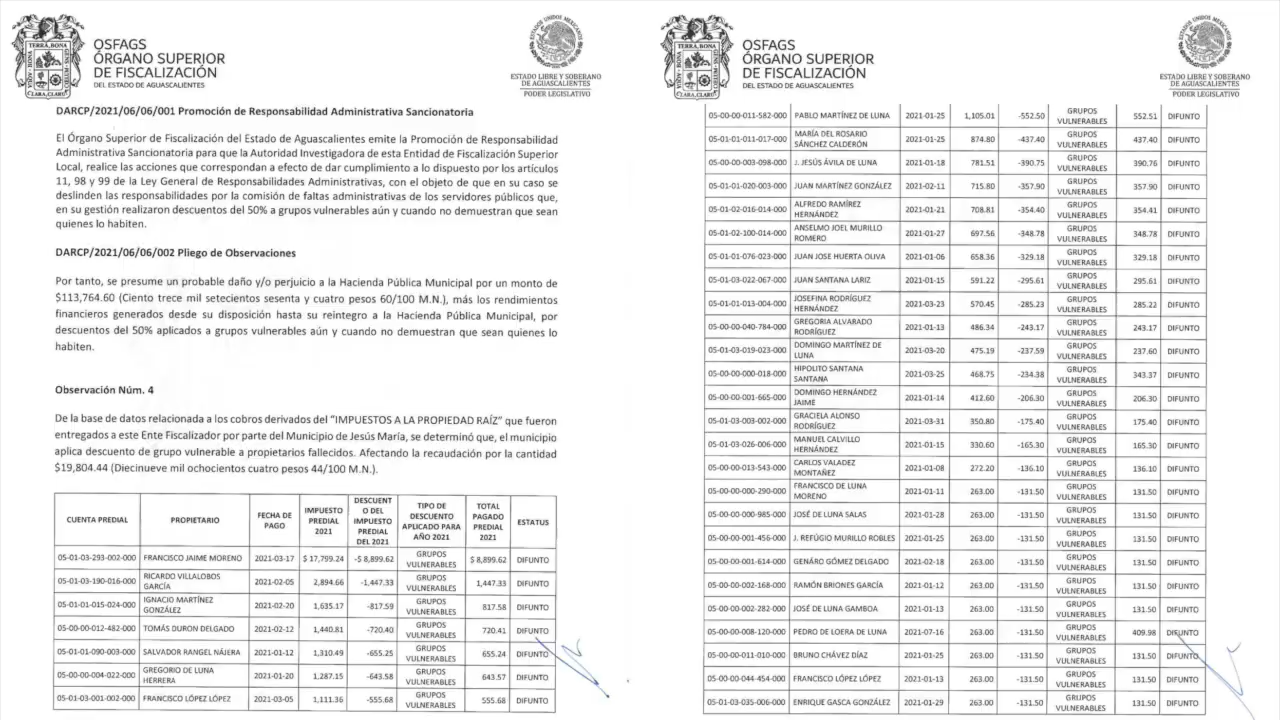 OSFAGS
ÓRGANO SUPERIOR
DE FISCALIZACIÓN
DEL ESTADO DE AGUASCALIENTES
ESTADO LIBRE Y SOBERANO
DE AGUASCALIENTES
PODER LEGISLATIVO
DARCP/2021/06/06/001 Promoción de Responsabilidad Administrativa Sancionatoria
El Órgano Superior de Fiscalización del Estado de Aguascalientes emite la Promoción de Responsabilidad
Administrativa Sancionatoria para que la Autoridad Investigadora de esta Entidad de Fiscalización Superior
Local, realice las acciones que correspondan a efecto de dar cumplimiento a lo dispuesto por los artículos
11, 98 y 99 de la Ley General de Responsabilidades Administrativas, con el objeto de que en su caso se
deslinden las responsabilidades por la comisión de faltas administrativas de los servidores públicos que,
en su gestión realizaron descuentos del 50% a grupos vulnerables aún y cuando no demuestran que sean
quienes lo habiten.
DARCP/2021/06/06/002 Pliego de Observaciones
Por tanto, se presume un probable daño y/o perjuicio a la Hacienda Pública Municipal por un monto de
$113,764.60 (Ciento trece mil setecientos sesenta y cuatro pesos 60/100 M.N.), más los rendimientos
financieros generados desde su disposición hasta su reintegro a la Hacienda Pública Municipal, por
descuentos del 50% aplicados a grupos vulnerables aún y cuando no demuestran que sean quienes lo
habiten.
Observación Núm. 4
De la base de datos relacionada a los cobros derivados del "IMPUESTOS A LA PROPIEDAD RAÍZ" que fueron
entregados a este Ente Fiscalizador por parte del Municipio de Jesús María, se determinó que, el municipio
aplica descuento de grupo vulnerable a propietarios fallecidos. Afectando la recaudación por la cantidad
$19,804.44 (Diecinueve mil ochocientos cuatro pesos 44/100 M.N.).
CUENTA PREDIAL PROPIETARIO FECHA DE PAGO IMPUESTO PREDIAL 2021 DESCUENTO DEL IMPUESTO PREDIAL DEL 2021 TIPO DE DESCUENTO APLICADO PARA AÑO 2021 TOTAL PAGADO PREDIAL 2021 ESTATUS
05-01-03-293-002-000 FRANCISCO JAIME MORENO 2021-03-17 $ 17,799.24 -$ 8,899.62 GRUPOS VULNERABLES $ 8,899.62 DIFUNTO
05-01-03-190-016-000 RICARDO VILLALOBOS GARCÍA 2021-02-05 2,894.66 -1,447.33 GRUPOS VULNERABLES 1,447.33 DIFUNTO
05-01-01-015-024-000 IGNACIO MARTÍNEZ GONZÁLEZ 2021-02-20 1,635.17 -817.59 GRUPOS VULNERABLES 817.58 DIFUNTO
05-00-00-012-482-000 TOMÁS DURON DELGADO 2021-02-12 1,440.81 -720.40 GRUPOS VULNERABLES 720.41 DIFUNTO
05-01-01-090-003-000 SALVADOR RANGEL NÁJERA 2021-01-12 1,310.49 -655.25 GRUPOS VULNERABLES 655.24 DIFUNTO
05-00-00-004-022-000 GREGORIO DE LUNA HERRERA 2021-01-20 1,287.15 -643.58 GRUPOS VULNERABLES 643.57 DIFUNTO
05-01-03-001-002-000 FRANCISCO LÓPEZ LÓPEZ 2021-03-05 1,111.36 -555.68 GRUPOS VULNERABLES 555.68 DIFUNTO
OSFAGS
ÓRGANO SUPERIOR
DE FISCALIZACIÓN
DEL ESTADO DE AGUASCALIENTES
ESTADO LIBRE Y SOBERANO
DE AGUASCALIENTES
PODER LEGISLATIVO
05-00-00-011-582-000 PABLO MARTÍNEZ DE LUNA 2021-01-25 1,105.01 -552.50 GRUPOS VULNERABLES 552.51 DIFUNTO
05-01-01-011-017-000 MARÍA DEL ROSARIO SÁNCHEZ CALDERÓN 2021-01-25 874.80 -437.40 GRUPOS VULNERABLES 437.40 DIFUNTO
05-00-00-003-098-000 J. JESÚS ÁVILA DE LUNA 2021-01-18 781.51 -390.75 GRUPOS VULNERABLES 390.76 DIFUNTO
05-01-01-020-003-000 JUAN MARTÍNEZ GONZÁLEZ 2021-02-11 715.80 -357.90 GRUPOS VULNERABLES 357.90 DIFUNTO
05-01-02-016-014-000 ALFREDO RAMÍREZ HERNÁNDEZ 2021-01-21 708.81 -354.40 GRUPOS VULNERABLES 354.41 DIFUNTO
05-01-02-100-014-000 ANSELMO JOEL MURILLO ROMERO 2021-01-27 697.56 -348.78 GRUPOS VULNERABLES 348.78 DIFUNTO
05-01-01-076-023-000 JUAN JOSE HUERTA OLIVA 2021-01-06 658.36 -329.18 GRUPOS VULNERABLES 329.18 DIFUNTO
05-01-03-022-067-000 JUAN SANTANA LARIZ 2021-01-15 591.22 -295.61 GRUPOS VULNERABLES 295.61 DIFUNTO
05-01-01-013-004-000 JOSEFINA RODRÍGUEZ HERNÁNDEZ 2021-03-23 570.45 -285.23 GRUPOS VULNERABLES 285.22 DIFUNTO
05-00-00-040-784-000 GREGORIA ALVARADO RODRÍGUEZ 2021-01-13 486.34 -243.17 GRUPOS VULNERABLES 243.17 DIFUNTO
05-01-03-019-023-000 DOMINGO MARTÍNEZ DE LUNA 2021-03-20 475.19 -237.59 GRUPOS VULNERABLES 237.60 DIFUNTO
05-00-00-000-018-000 HIPOLITO SANTANA SANTANA 2021-03-25 468.75 -234.38 GRUPOS VULNERABLES 343.37 DIFUNTO
05-00-00-001-665-000 DOMINGO HERNÁNDEZ JAIME 2021-01-14 412.60 -206.30 GRUPOS VULNERABLES 206.30 DIFUNTO
05-01-03-003-002-000 GRACIELA ALONSO RODRÍGUEZ 2021-03-31 350.80 -175.40 GRUPOS VULNERABLES 175.40 DIFUNTO
05-01-03-026-006-000 MANUEL CALVILLO HERNÁNDEZ 2021-01-15 330.60 -165.30 GRUPOS VULNERABLES 165.30 DIFUNTO
05-00-00-013-543-000 CARLOS VALADEZ MONTAÑEZ 2021-01-08 272.20 -136.10 GRUPOS VULNERABLES 136.10 DIFUNTO
05-00-00-000-290-000 FRANCISCO DE LUNA MORENO 2021-01-11 263.00 -131.50 GRUPOS VULNERABLES 131.50 DIFUNTO
05-00-00-000-985-000 JOSÉ DE LUNA SALAS 2021-01-28 263.00 -131.50 GRUPOS VULNERABLES 131.50 DIFUNTO
05-00-00-001-456-000 J. REFÚGIO MURILLO ROBLES 2021-01-25 263.00 -131.50 GRUPOS VULNERABLES 131.50 DIFUNTO
05-00-00-001-614-000 GENÁRO GÓMEZ DELGADO 2021-02-18 263.00 -131.50 GRUPOS VULNERABLES 131.50 DIFUNTO
05-00-00-002-168-000 RAMÓN BRIONES GARCÍA 2021-01-12 263.00 -131.50 GRUPOS VULNERABLES 131.50 DIFUNTO
05-00-00-002-282-000 JOSÉ DE LUNA GAMBOA 2021-01-13 263.00 -131.50 GRUPOS VULNERABLES 131.50 DIFUNTO
05-00-00-008-120-000 PEDRO DE LOERA DE LUNA 2021-07-16 263.00 -131.50 GRUPOS VULNERABLES 409.98 DIFUNTO
05-00-00-011-010-000 BRUNO CHÁVEZ DÍAZ 2021-01-25 263.00 -131.50 GRUPOS VULNERABLES 131.50 DIFUNTO
05-00-00-044-454-000 FRANCISCO LÓPEZ LÓPEZ 2021-01-13 263.00 -131.50 GRUPOS VULNERABLES 131.50 DIFUNTO
05-01-03-035-006-000 ENRIQUE GASCA GONZÁLEZ 2021-01-29 263.00 -131.50 GRUPOS VULNERABLES 131.50 DIFUNTO